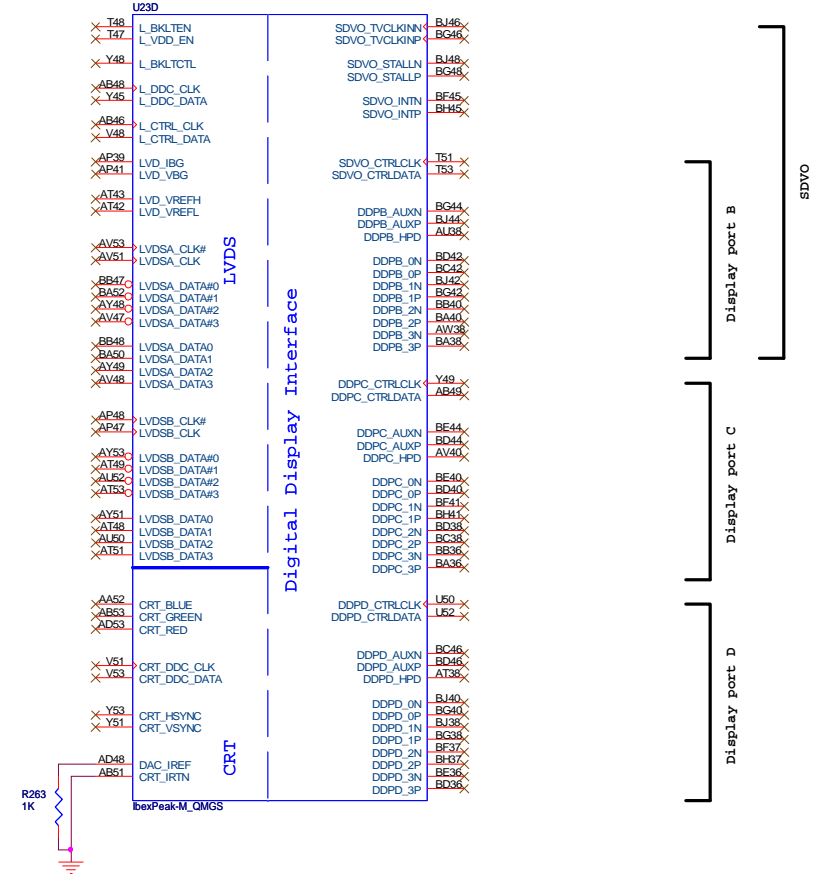 U23D
T48 L_BKLTEN
T47 L_VDD_EN
Y48 L_BKLTCTL
AB48 L_DDC_CLK
Y45 L_DDC_DATA
AB46 L_CTRL_CLK
V48 L_CTRL_DATA
AP39 LVD_IBG
AP41 LVD_VBG
AT43 LVD_VREFH
AT42 LVD_VREFL
AV53 LVDSA_CLK#
AV51 LVDSA_CLK
BB47 LVDSA_DATA#0
BA52 LVDSA_DATA#1
AY48 LVDSA_DATA#2
AV47 LVDSA_DATA#3
BB48 LVDSA_DATA0
BA50 LVDSA_DATA1
AY49 LVDSA_DATA2
AV48 LVDSA_DATA3
AP48 LVDSB_CLK#
AP47 LVDSB_CLK
AY53 LVDSB_DATA#0
AT49 LVDSB_DATA#1
AU52 LVDSB_DATA#2
AT53 LVDSB_DATA#3
AY51 LVDSB_DATA0
AT48 LVDSB_DATA1
AU50 LVDSB_DATA2
AT51 LVDSB_DATA3
AA52 CRT_BLUE
AB53 CRT_GREEN
AD53 CRT_RED
V51 CRT_DDC_CLK
V53 CRT_DDC_DATA
Y53 CRT_HSYNC
Y51 CRT_VSYNC
AD48 DAC_IREF
AB51 CRT_IRTN
R263
1K
LVDS
CRT
Digital Display Interface
SDVO_TVCLKINN BJ46
SDVO_TVCLKINP BG46
SDVO_STALLN BJ48
SDVO_STALLP BG48
SDVO_INTN BF45
SDVO_INTP BH45
SDVO_CTRLCLK T51
SDVO_CTRLDATA T53
DDPB_AUXN BG44
DDPB_AUXP BJ44
DDPB_HPD AU38
DDPB_0N BD42
DDPB_0P BC42
DDPB_1N BJ42
DDPB_1P BG42
DDPB_2N BB40
DDPB_2P BA40
DDPB_3N AW38
DDPB_3P BA38
DDPC_CTRLCLK Y49
DDPC_CTRLDATA AB49
DDPC_AUXN BE44
DDPC_AUXP BD44
DDPC_HPD AV40
DDPC_0N BE40
DDPC_0P BD40
DDPC_1N BF41
DDPC_1P BH41
DDPC_2N BD38
DDPC_2P BC38
DDPC_3N BB36
DDPC_3P BA36
DDPD_CTRLCLK U50
DDPD_CTRLDATA U52
DDPD_AUXN BC46
DDPD_AUXP BD46
DDPD_HPD AT38
DDPD_0N BJ40
DDPD_0P BG40
DDPD_1N BJ38
DDPD_1P BG38
DDPD_2N BF37
DDPD_2P BH37
DDPD_3N BE36
DDPD_3P BD36
IbexPeak-M_QMGS
Display port B
SDVO
Display port C
Display port D